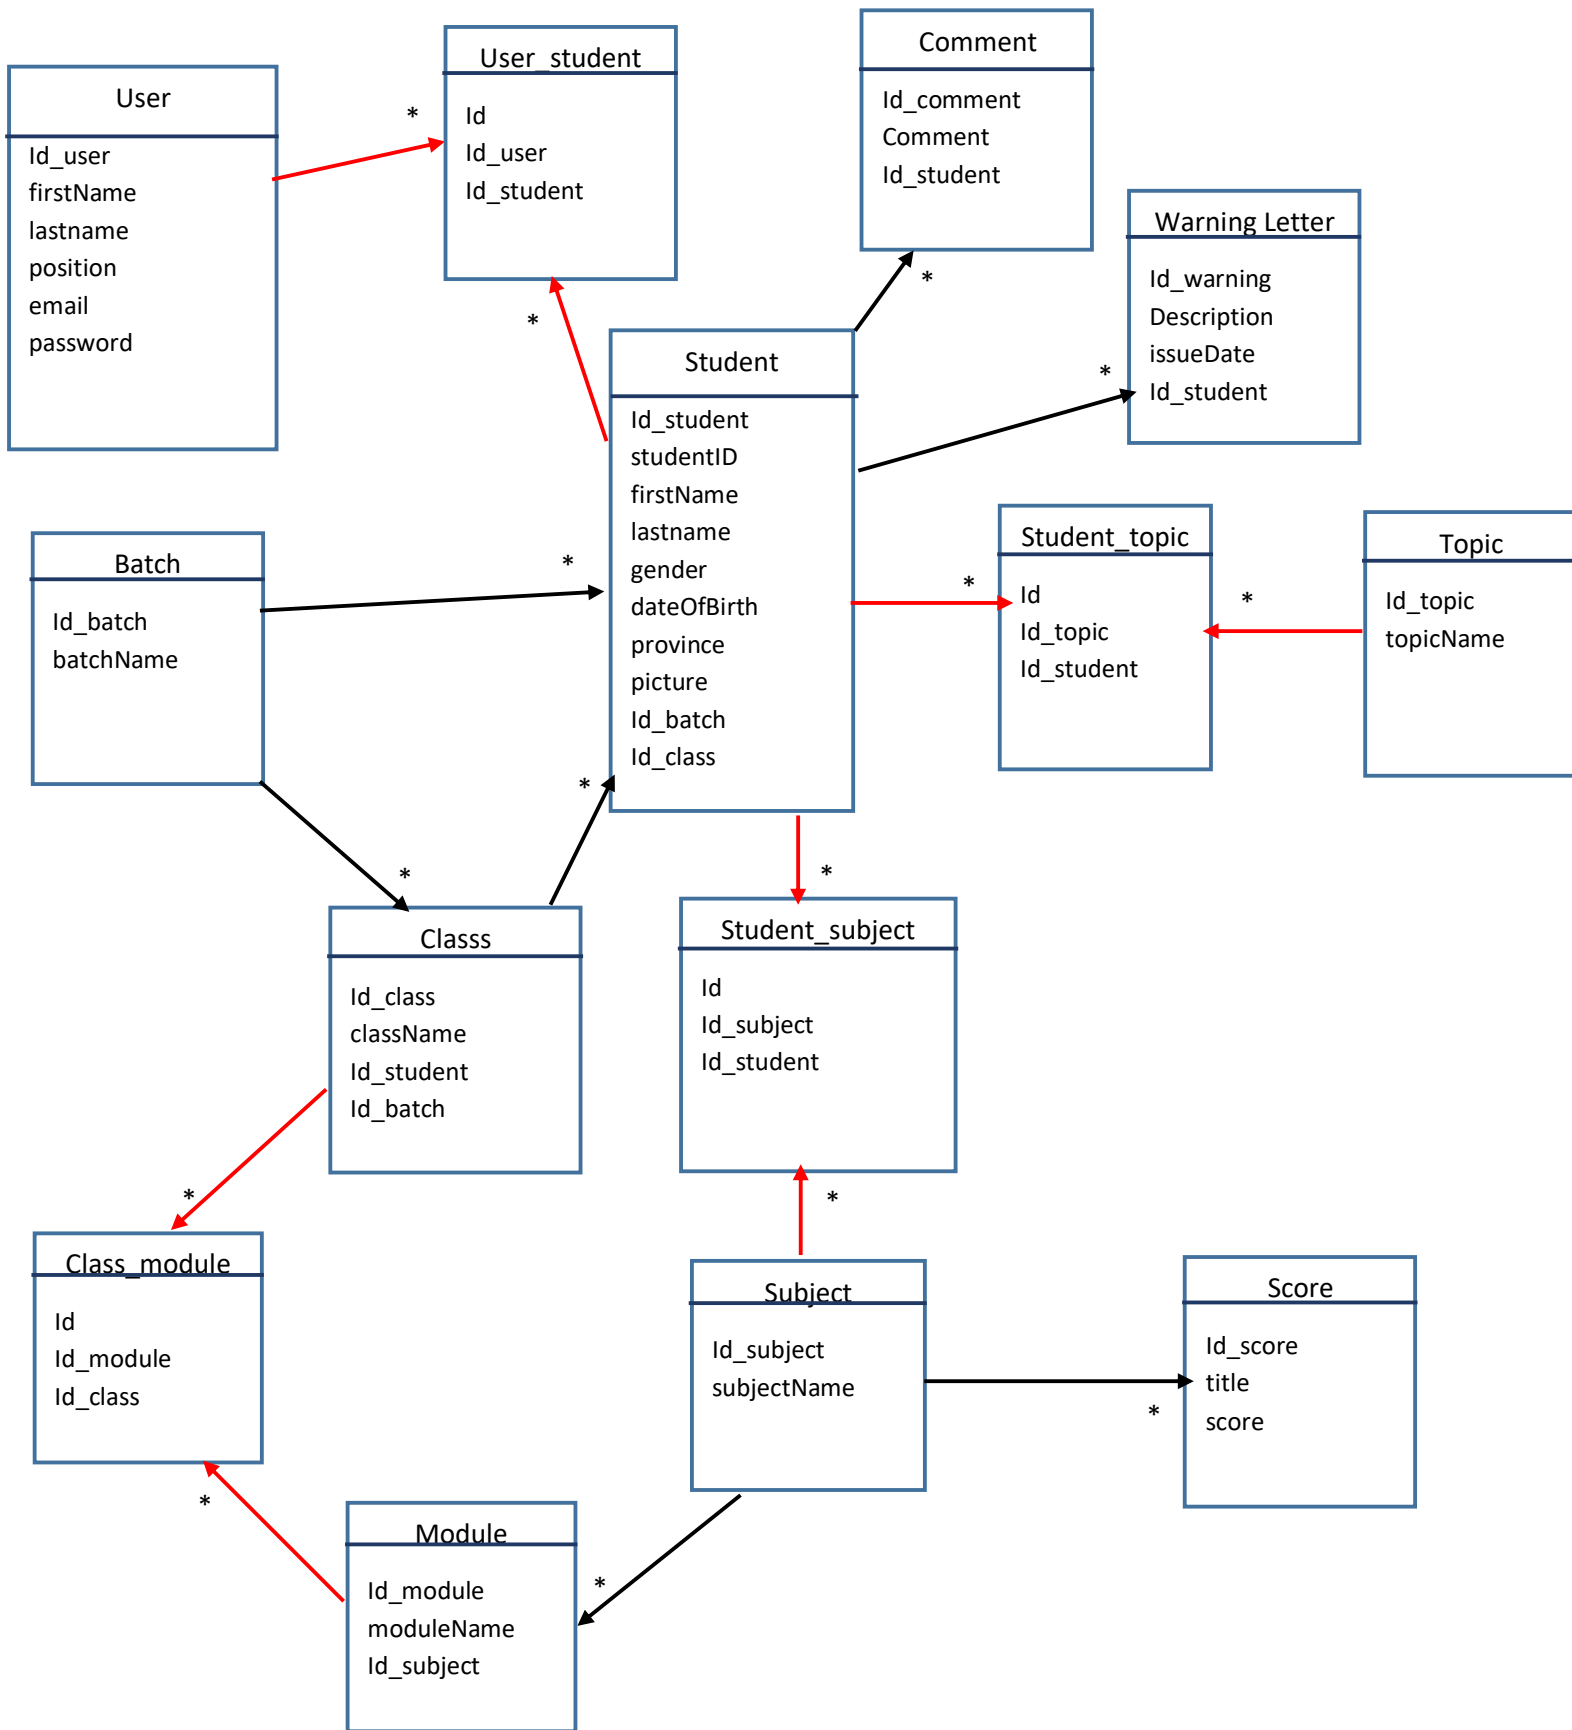 User
Id_user
firstName
lastname
position
email
password
*
User_student
Id
Id_user
Id_student
*
Comment
Id_comment
Comment
Id_student
*
Warning Letter
Id_warning
Description
issueDate
Id_student
*
Student
Id_student
studentID
firstName
lastname
gender
dateOfBirth
province
picture
Id_batch
Id_class
Batch
Id_batch
batchName
*
*
Student_topic
Id
Id_topic
Id_student
*
Topic
Id_topic
topicName
*
*
*
Classs
Id_class
className
Id_student
Id_batch
*
Student_subject
Id
Id_subject
Id_student
*
*
Class_module
Id
Id_module
Id_class
*
Subject
Id_subject
subjectName
Score
Id_score
title
score
*
Module
Id_module
moduleName
Id_subject
*